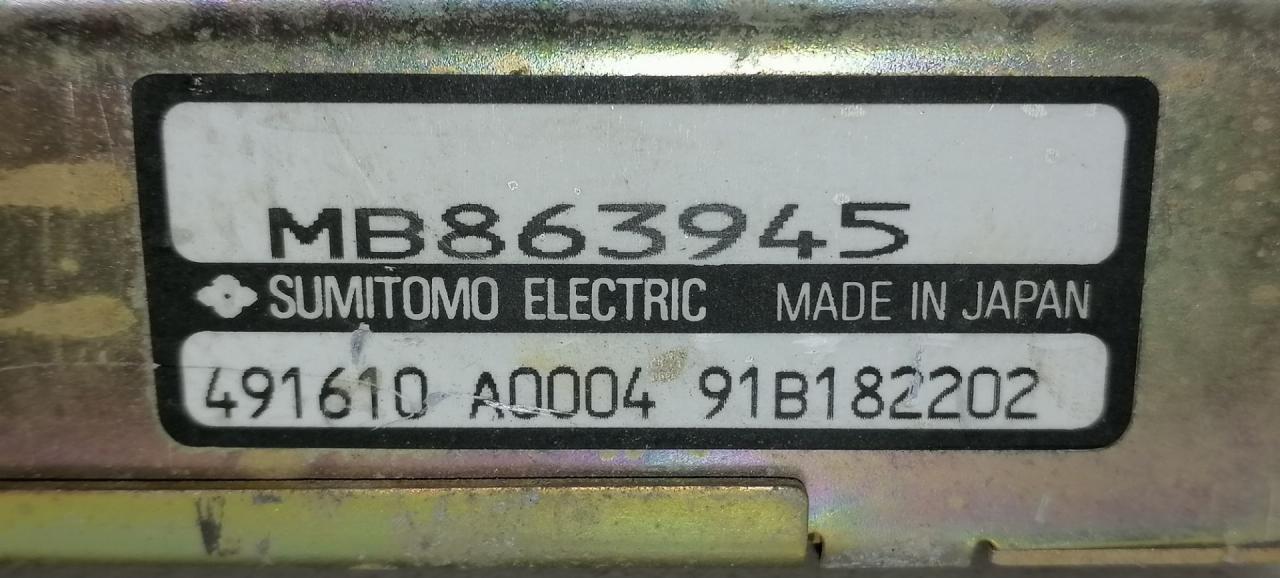 MB863945
SUMITOMO ELECTRIC MADE IN JAPAN
491610 A0004 91B182202